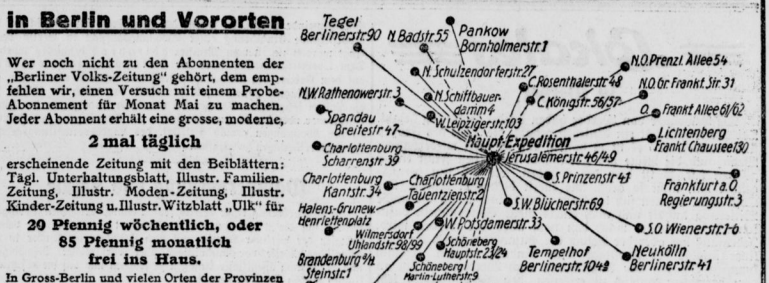 in Berlin und Vororten
Wer noch nicht zu den Abonnenten der
„Berliner Volks-Zeitung" gehört, dem emp-
fehlen wir, einen Versuch mit einem Probe-
Abonnement für Monat Mai zu machen.
Jeder Abonnent erhält eine grosse, moderne,
2 mal täglich
erscheinende Zeitung mit den Beiblättern:
Tägl. Unterhaltungsblatt, Illustr. Familien-
Zeitung, Illustr. Moden-Zeitung, Illustr.
Kinder-Zeitung u. Illustr. Witzblatt „Ulk" für
20 Pfennig wöchentlich, oder
85 Pfennig monatlich
frei ins Haus.
In Gross-Berlin und vielen Orten der Provinzen
Tegel
Berlinerstr. 90
N. Badstr. 55
Pankow
Bornholmerstr. 1
N. Schulzendorferstr. 27
N.O. Prenzl. Allee 54
C. Rosenthalerstr. 48
N.O. Gr. Frankf. Str. 31
N.W. Rathenowerstr. 3
N. Schiffbauer-
damm 4
C. Königstr. 56/57
O. Frankf. Allee 61/62
Spandau
Breitestr. 47
W. Leipzigerstr. 103
Haupt-Expedition
Jerusalemerstr. 46/49
Lichtenberg
Frankf. Chaussee 130
Charlottenburg
Scharrenstr. 39
Charlottenburg
Kantstr. 34
Charlottenburg
Tauentzienstr. 2
S. Prinzenstr. 41
Frankfurt a. O.
Regierungsstr. 3
S.W. Blücherstr. 69
Halens.-Grunew.
Henriettenplatz
Wilmersdorf
Uhlandstr. 98/99
W. Potsdamerstr. 33
S.O. Wienerstr. 1-6
Schöneberg
Hauptstr. 23/24
Tempelhof
Berlinerstr.
Neukölln
Berlinerstr. 41
Brandenburg a/H.
Steinstr. 1
Schöneberg
Martin-Lutherstr. 9